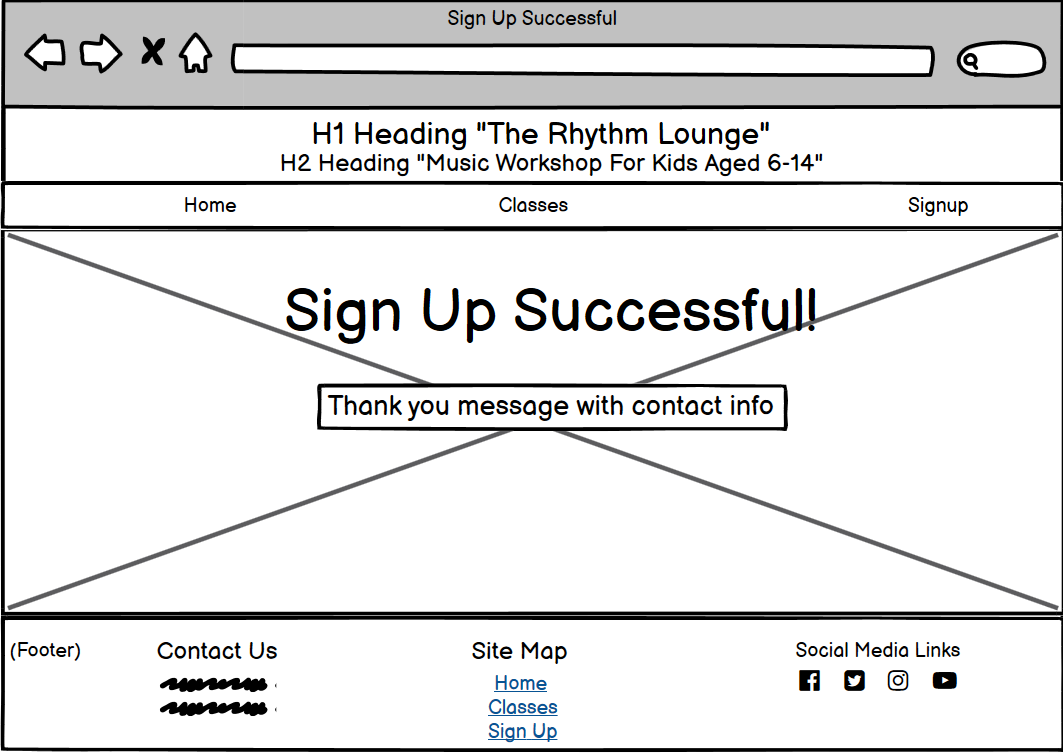 Sign Up Successful
H1 Heading "The Rhythm Lounge"
H2 Heading "Music Workshop For Kids Aged 6-14"
Home Classes Signup
Sign Up Successful!
Thank you message with contact info
(Footer) Contact Us Site Map Social Media Links
Home
Classes
Sign Up